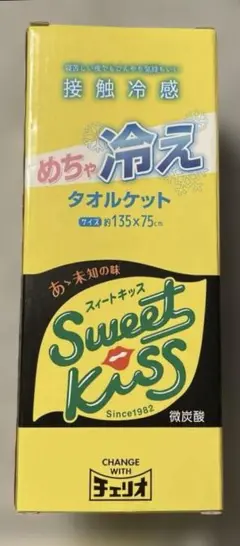 接触冷感
めちゃ冷え
タオルケット
サイズ 約135×75cm
あゝ未知の味
スィートキッス
Sweet
Kiss
Since1982
微炭酸
CHANGE
WITH
チェリオ